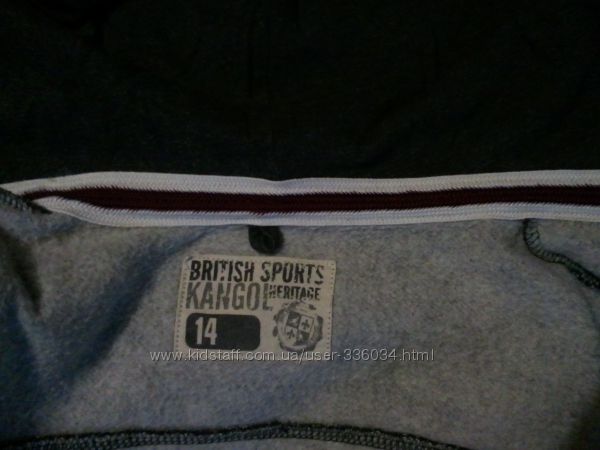 BRITISH SPORTS
KANGOL HERITAGE
14
www.kidstaff.com.ua/user-336034.html